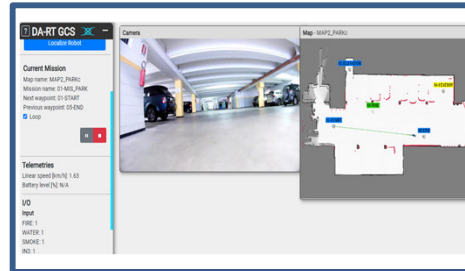 ? DA-RT GCS
Localize Robot
Current Mission
Map name: MAP2_PARKc
Mission name: 01-MIS_PARK
Next waypoint: 01-START
Previous waypoint: 05-END
Loop
Telemetries
Linear speed [km/h]: 1.63
Battery level [%]: N/A
I/O
Input
FIRE: 1
WATER: 1
SMOKE: 1
IN3: 1
Camera
Map - MAP2_PARKc